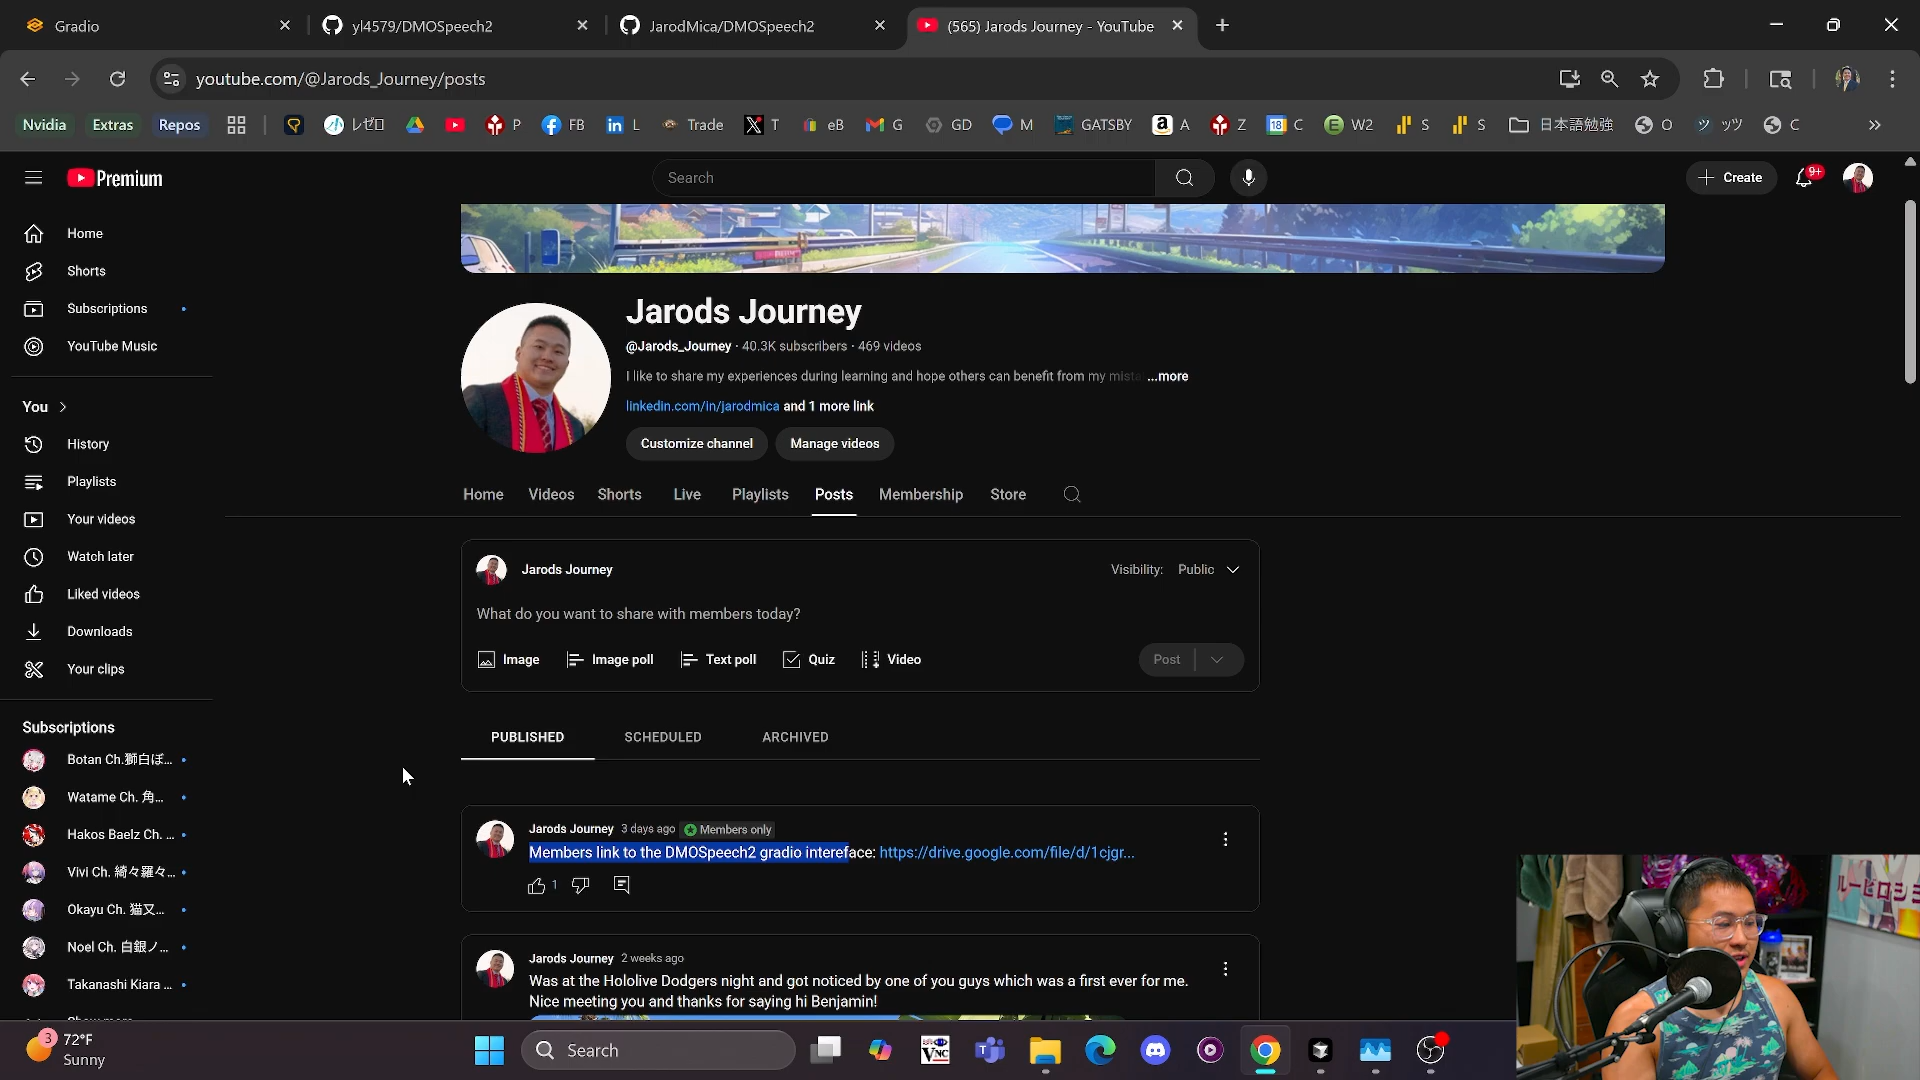 Gradio
yl4579/DMOSpeech2
JarodMica/DMOSpeech2
(565) Jarods Journey - YouTube
youtube.com/@Jarods_Journey/posts
Nvidia
Extras
Repos
レゼロ
P
FB
L
Trade
T
eB
G
GD
M
GATSBY
A
Z
C
W2
S
S
日本語勉強
O
ッツ
C
Premium
Search
Create
9+
Home
Shorts
Subscriptions
YouTube Music
You
History
Playlists
Your videos
Watch later
Liked videos
Downloads
Your clips
Subscriptions
Botan Ch.獅白ぼ...
Watame Ch. 角...
Hakos Baelz Ch. ...
Vivi Ch. 綺々羅々...
Okayu Ch. 猫又...
Noel Ch. 白銀ノ...
Takanashi Kiara ...
Jarods Journey
@Jarods_Journey · 40.3K subscribers · 469 videos
I like to share my experiences during learning and hope others can benefit from my mista ...more
linkedin.com/in/jarodmica and 1 more link
Customize channel
Manage videos
Home
Videos
Shorts
Live
Playlists
Posts
Membership
Store
Jarods Journey
Visibility: Public
What do you want to share with members today?
Image
Image poll
Text poll
Quiz
Video
Post
PUBLISHED
SCHEDULED
ARCHIVED
Jarods Journey 3 days ago Members only
Members link to the DMOSpeech2 gradio intereface: https://drive.google.com/file/d/1cjgr...
1
Jarods Journey 2 weeks ago
Was at the Hololive Dodgers night and got noticed by one of you guys which was a first ever for me.
Nice meeting you and thanks for saying hi Benjamin!
3
72°F
Sunny
Search